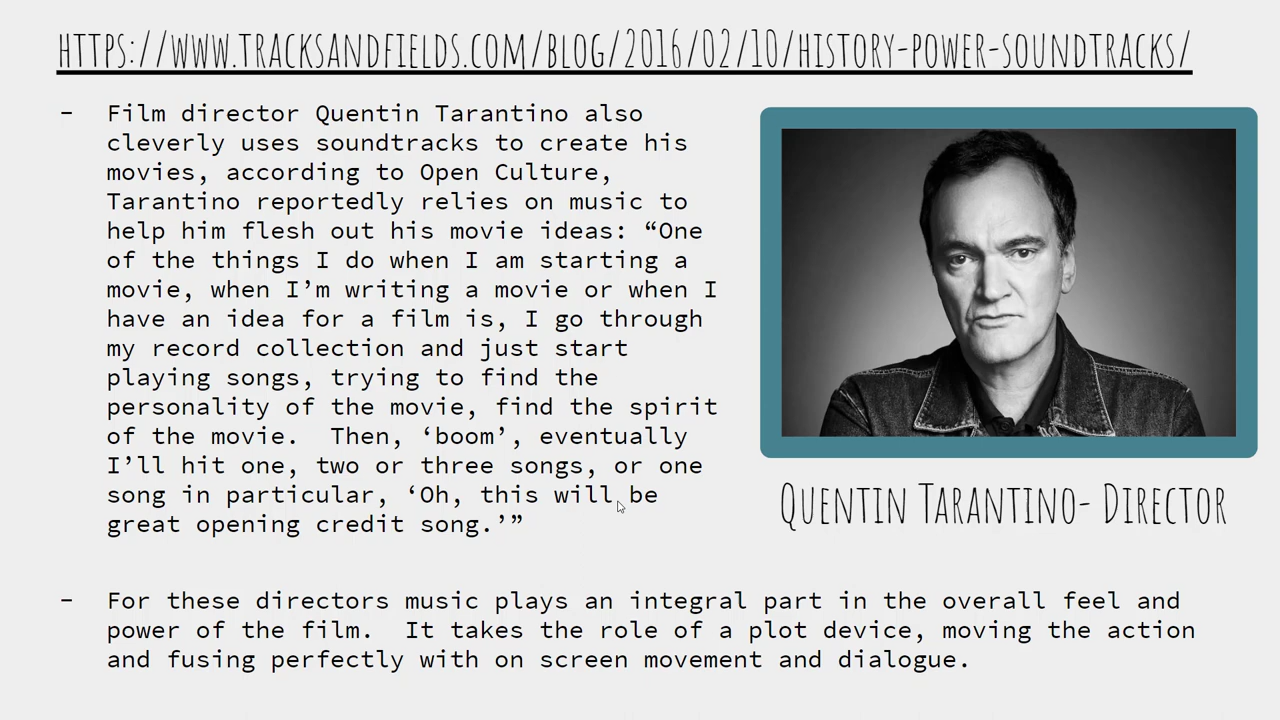 HTTPS://WWW.TRACKSANDFIELDS.COM/BLOG/2016/02/10/HISTORY-POWER-SOUNDTRACKS/
- Film director Quentin Tarantino also
cleverly uses soundtracks to create his
movies, according to Open Culture,
Tarantino reportedly relies on music to
help him flesh out his movie ideas: “One
of the things I do when I am starting a
movie, when I’m writing a movie or when I
have an idea for a film is, I go through
my record collection and just start
playing songs, trying to find the
personality of the movie, find the spirit
of the movie.  Then, ‘boom’, eventually
I’ll hit one, two or three songs, or one
song in particular, ‘Oh, this will be
great opening credit song.’”
QUENTIN TARANTINO- DIRECTOR
- For these directors music plays an integral part in the overall feel and
power of the film.  It takes the role of a plot device, moving the action
and fusing perfectly with on screen movement and dialogue.